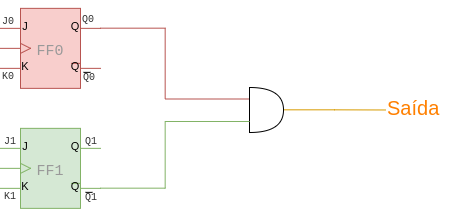 J0 J Q Q0
FF0
K0 K Q̅ Q̅0
Saída
J1 J Q Q1
FF1
K1 K Q̅ Q̅1